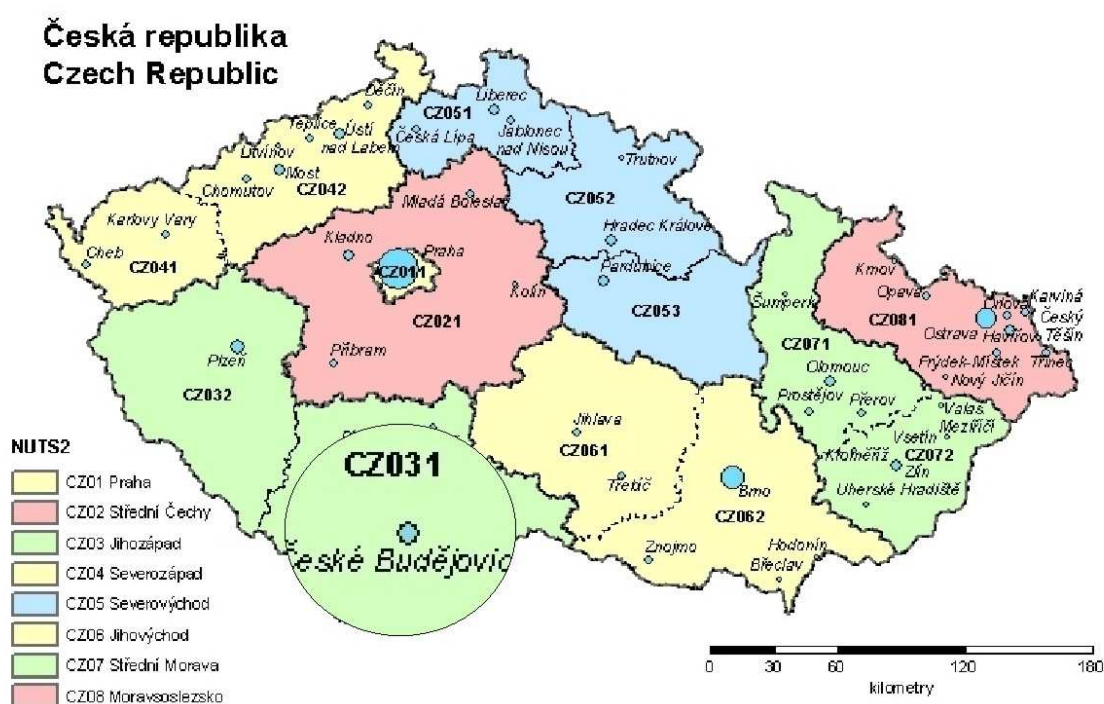 Česká republika
Czech Republic
Děčín
Liberec
CZ051
Teplice
Ústí
nad Labem
Česká Lípa
Jablonec
nad Nisou
Litvínov
Most
Trutnov
Chomutov
CZ042
CZ052
Mladá Boleslav
Karlovy Vary
Hradec Králové
Kladno
Praha
Cheb
CZ041
CZ011
Pardubice
Krnov
Kolín
Šumperk
Opava
Karviná
CZ021
CZ053
CZ081
Český
Těšín
Ostrava
Havířov
CZ071
Plzeň
Příbram
Frýdek-Místek
Třinec
Olomouc
Nový Jičín
CZ032
Prostějov
Přerov
Valas.
Meziříčí
Jihlava
Vsetín
NUTS2
CZ061
CZ072
CZ031
Kroměříž
Zlín
CZ01 Praha
Třebíč
Brno
Uherské Hradiště
CZ02 Střední Čechy
CZ062
CZ03 Jihozápad
České Budějovic
Znojmo
Hodonín
CZ04 Severozápad
Břeclav
CZ05 Severovýchod
CZ06 Jihovýchod
CZ07 Střední Morava
0 30 60 120 180
CZ08 Moravsoslezsko
kilometry